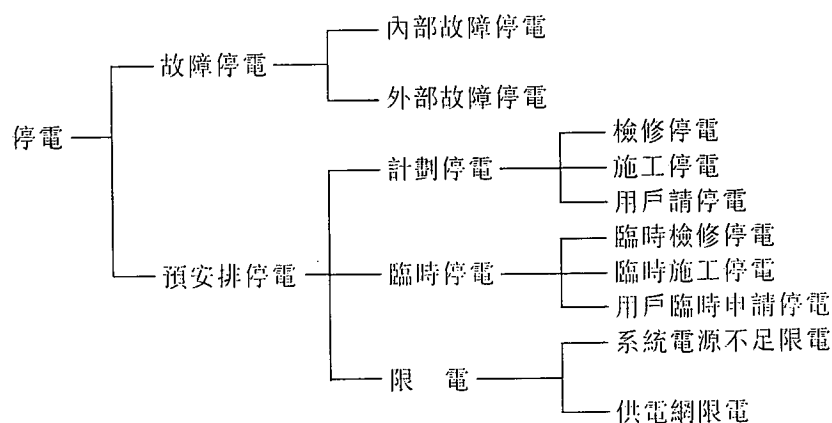 內部故障停電
故障停電
外部故障停電
停電
檢修停電
計劃停電
施工停電
用戶請停電
臨時檢修停電
預安排停電
臨時停電
臨時施工停電
用戶臨時申請停電
系統電源不足限電
限 電
供電網限電